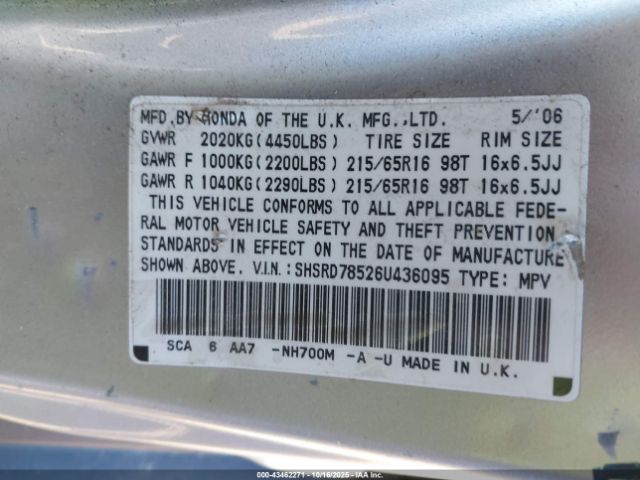 MFD.BY HONDA OF THE U.K. MFG.,LTD. 5/'06
GVWR 2020KG(4450LBS) TIRE SIZE RIM SIZE
GAWR F 1000KG(2200LBS) 215/65R16 98T 16x6.5JJ
GAWR R 1040KG(2290LBS) 215/65R16 98T 16x6.5JJ
THIS VEHICLE CONFORMS TO ALL APPLICABLE FEDE-
RAL MOTOR VEHICLE SAFETY AND THEFT PREVENTION
STANDARDS IN EFFECT ON THE DATE OF MANUFACTURE
SHOWN ABOVE. V.I.N.: SHSRD78526U436095 TYPE: MPV
SCA 6 AA7 -NH700M -A -U MADE IN U.K.
000-43462271 - 10/16/2025 - IAA Inc.